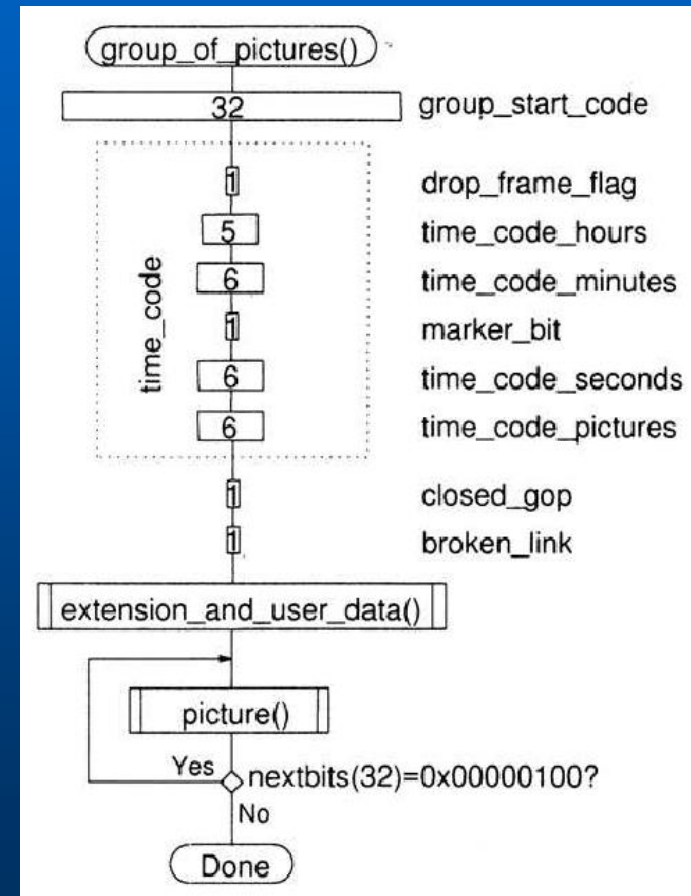 group_of_pictures()
32 group_start_code
1 drop_frame_flag
5 time_code_hours
6 time_code_minutes
time_code
1 marker_bit
6 time_code_seconds
6 time_code_pictures
1 closed_gop
1 broken_link
extension_and_user_data()
picture()
Yes nextbits(32)=0x00000100?
No
Done